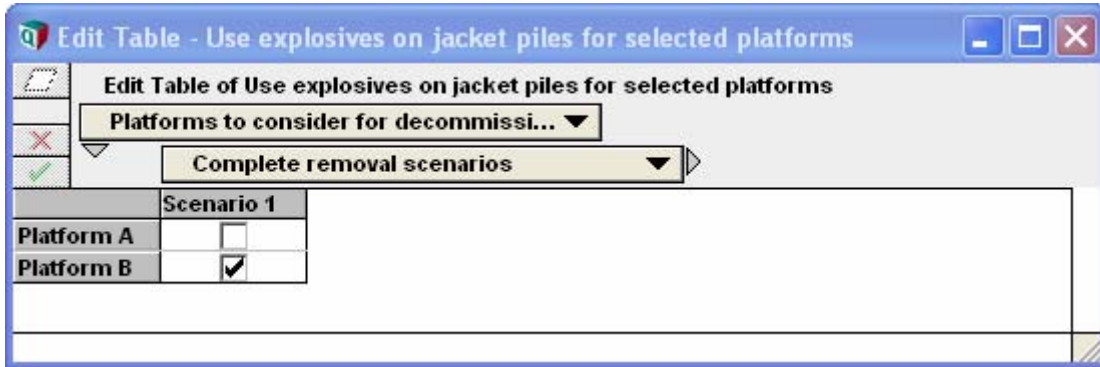 Edit Table - Use explosives on jacket piles for selected platforms
Edit Table of Use explosives on jacket piles for selected platforms
Platforms to consider for decommissi...
Complete removal scenarios
Scenario 1
Platform A
Platform B